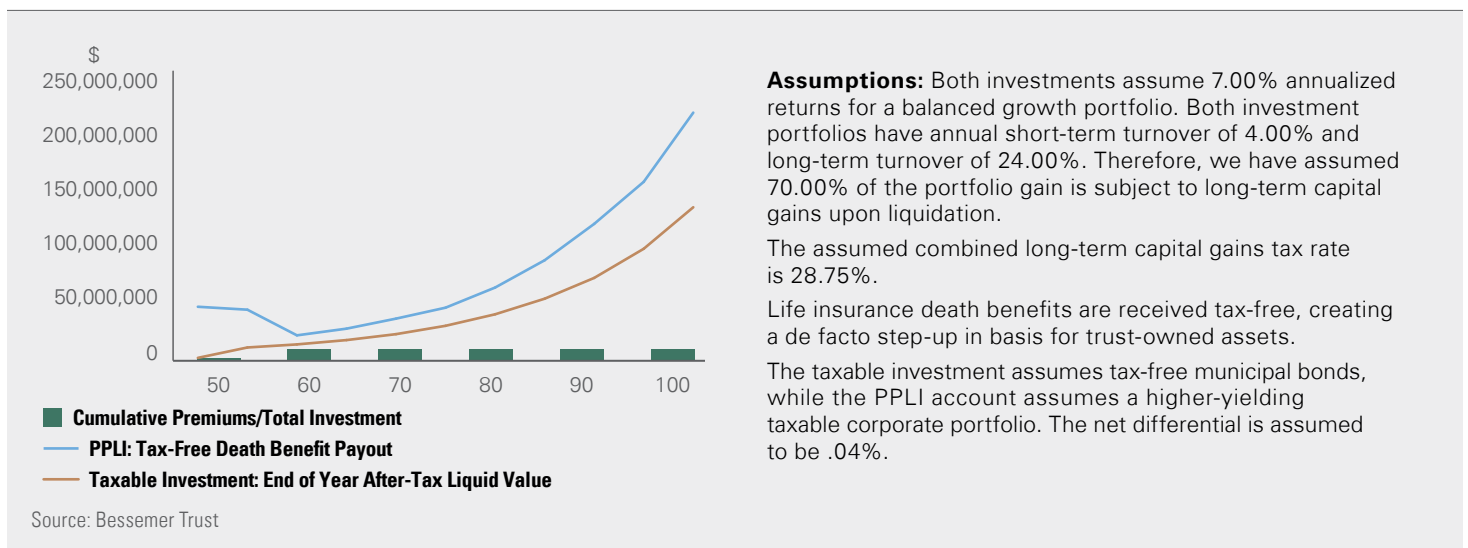 $
250,000,000
200,000,000
150,000,000
100,000,000
50,000,000
0
50 60 70 80 90 100
Cumulative Premiums/Total Investment
PPLI: Tax-Free Death Benefit Payout
Taxable Investment: End of Year After-Tax Liquid Value
Source: Bessemer Trust
Assumptions: Both investments assume 7.00% annualized
returns for a balanced growth portfolio. Both investment
portfolios have annual short-term turnover of 4.00% and
long-term turnover of 24.00%. Therefore, we have assumed
70.00% of the portfolio gain is subject to long-term capital
gains upon liquidation.
The assumed combined long-term capital gains tax rate
is 28.75%.
Life insurance death benefits are received tax-free, creating
a de facto step-up in basis for trust-owned assets.
The taxable investment assumes tax-free municipal bonds,
while the PPLI account assumes a higher-yielding
taxable corporate portfolio. The net differential is assumed
to be .04%.